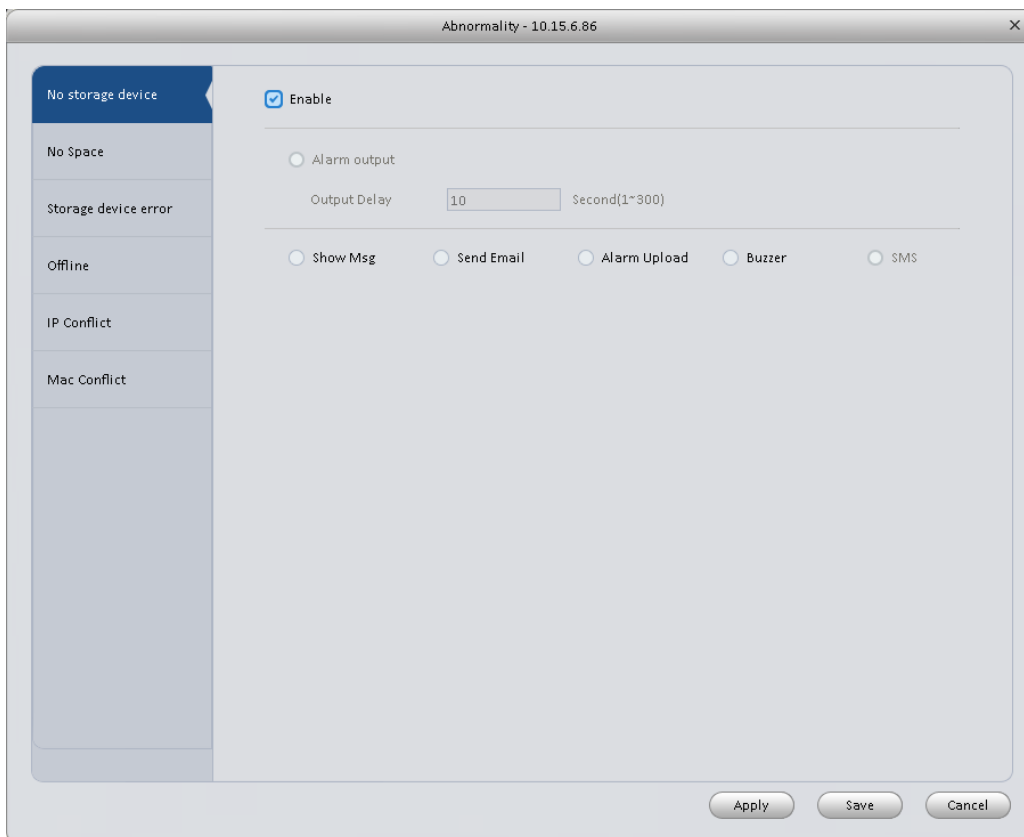 Abnormality - 10.15.6.86
No storage device
No Space
Storage device error
Offline
IP Conflict
Mac Conflict
Enable
Alarm output
Output Delay 10 Second(1~300)
Show Msg Send Email Alarm Upload Buzzer SMS
Apply Save Cancel